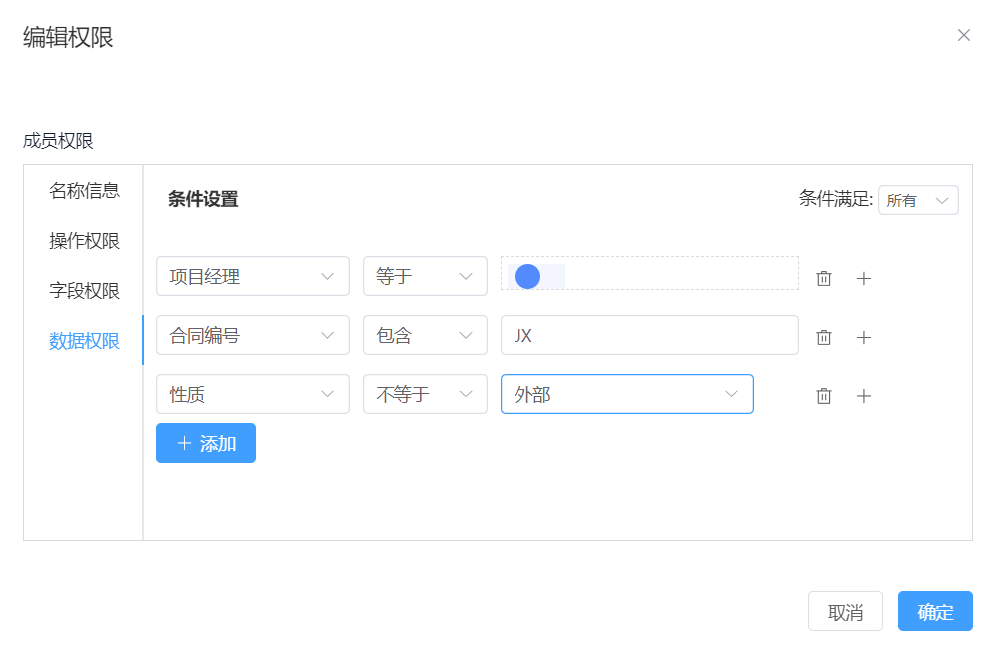 编辑权限
成员权限
名称信息
操作权限
字段权限
数据权限
条件设置
条件满足: 所有
项目经理 等于
合同编号 包含 JX
性质 不等于 外部
添加
取消 确定